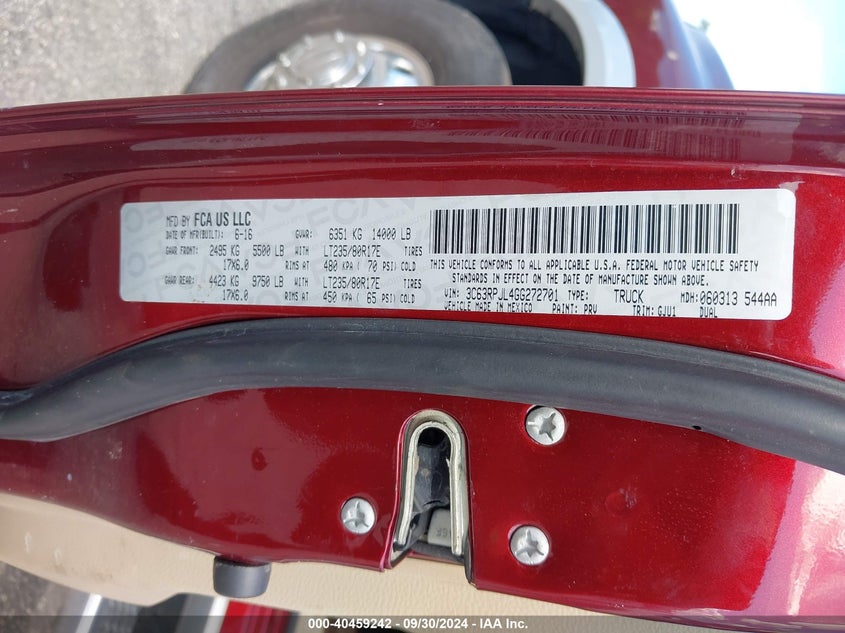 MFD BY FCA US LLC
DATE OF MFR(BUILT): 6-16 GVWR: 6351 KG 14000 LB
GAWR FRONT: 2495 KG 5500 LB WITH LT235/80R17E TIRES
17X6.0 RIMS AT 480 KPA ( 70 PSI) COLD
GAWR REAR: 4423 KG 9750 LB WITH LT235/80R17E TIRES
17X6.0 RIMS AT 450 KPA ( 65 PSI) COLD
THIS VEHICLE CONFORMS TO ALL APPLICABLE U.S.A. FEDERAL MOTOR VEHICLE SAFETY
STANDARDS IN EFFECT ON THE DATE OF MANUFACTURE SHOWN ABOVE.
VIN: 3C63RPJL4GG272701 TYPE: TRUCK MDH: 060313 544AA
VEHICLE MADE IN MEXICO PAINT: PRV TRIM: GJU1 DUAL
000-40459242 - 09/30/2024 - IAA Inc.